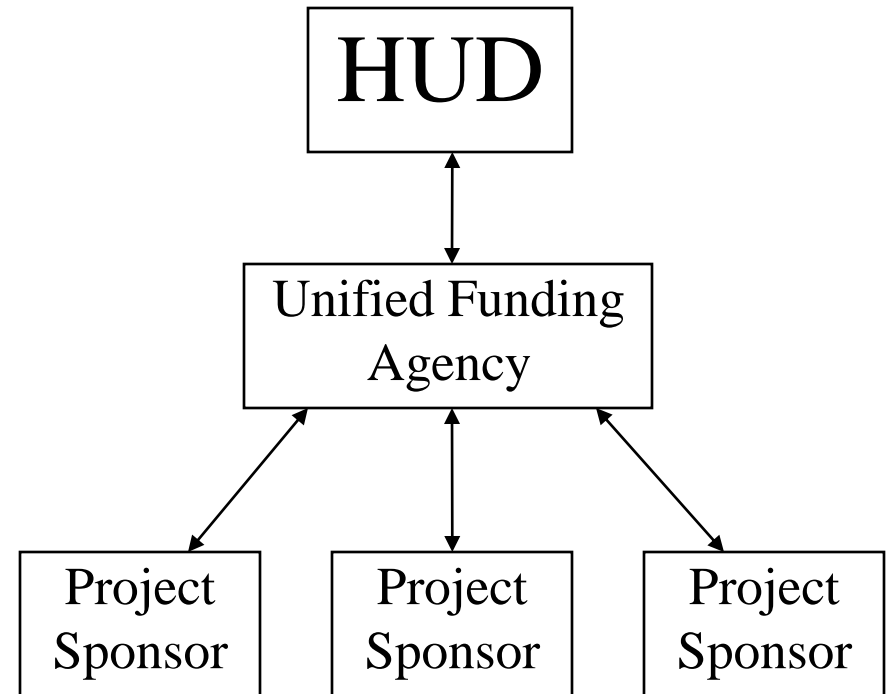 HUD
Unified Funding
Agency
Project
Sponsor
Project
Sponsor
Project
Sponsor